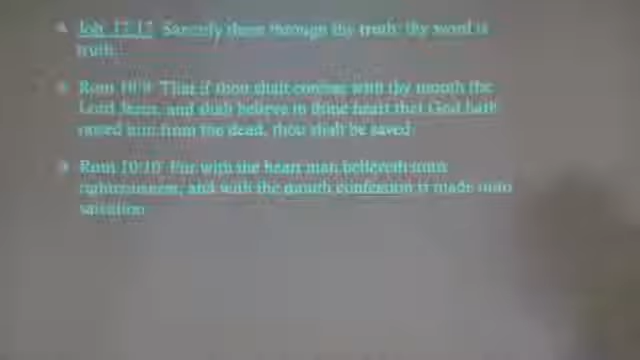 Joh 17:17 Sanctify them through thy truth: thy word is
truth.
Rom 10:9 That if thou shalt confess with thy mouth the
Lord Jesus, and shalt believe in thine heart that God hath
raised him from the dead, thou shalt be saved
Rom 10:10 For with the heart man believeth unto
righteousness, and with the mouth confession is made unto
salvation